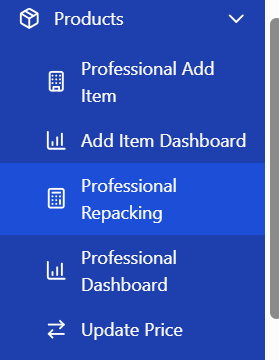 Products
Professional Add
Item
Add Item Dashboard
Professional
Repacking
Professional
Dashboard
Update Price